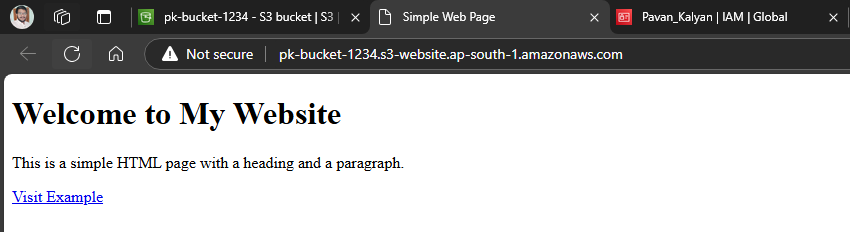 pk-bucket-1234 - S3 bucket | S3 |
Simple Web Page
Pavan_Kalyan | IAM | Global
Not secure
pk-bucket-1234.s3-website.ap-south-1.amazonaws.com
Welcome to My Website
This is a simple HTML page with a heading and a paragraph.
Visit Example